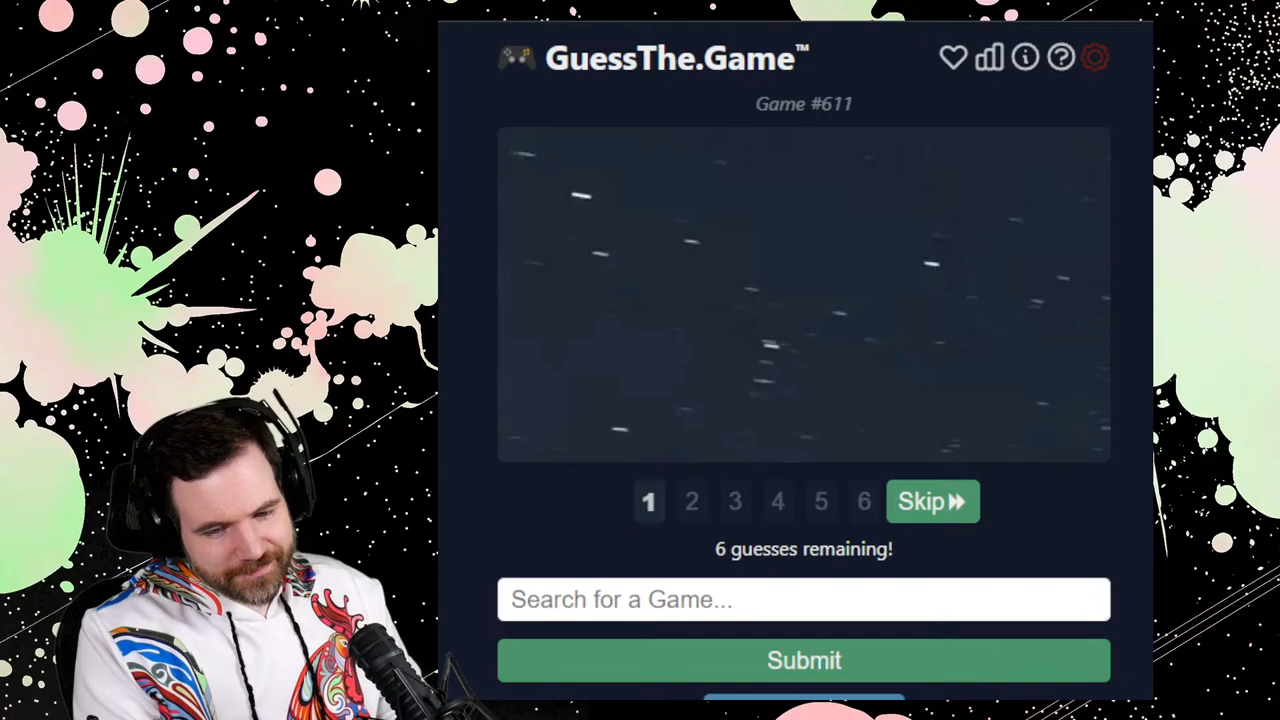 GuessThe.Game™
Game #611
1 2 3 4 5 6 Skip
6 guesses remaining!
Search for a Game...
Submit